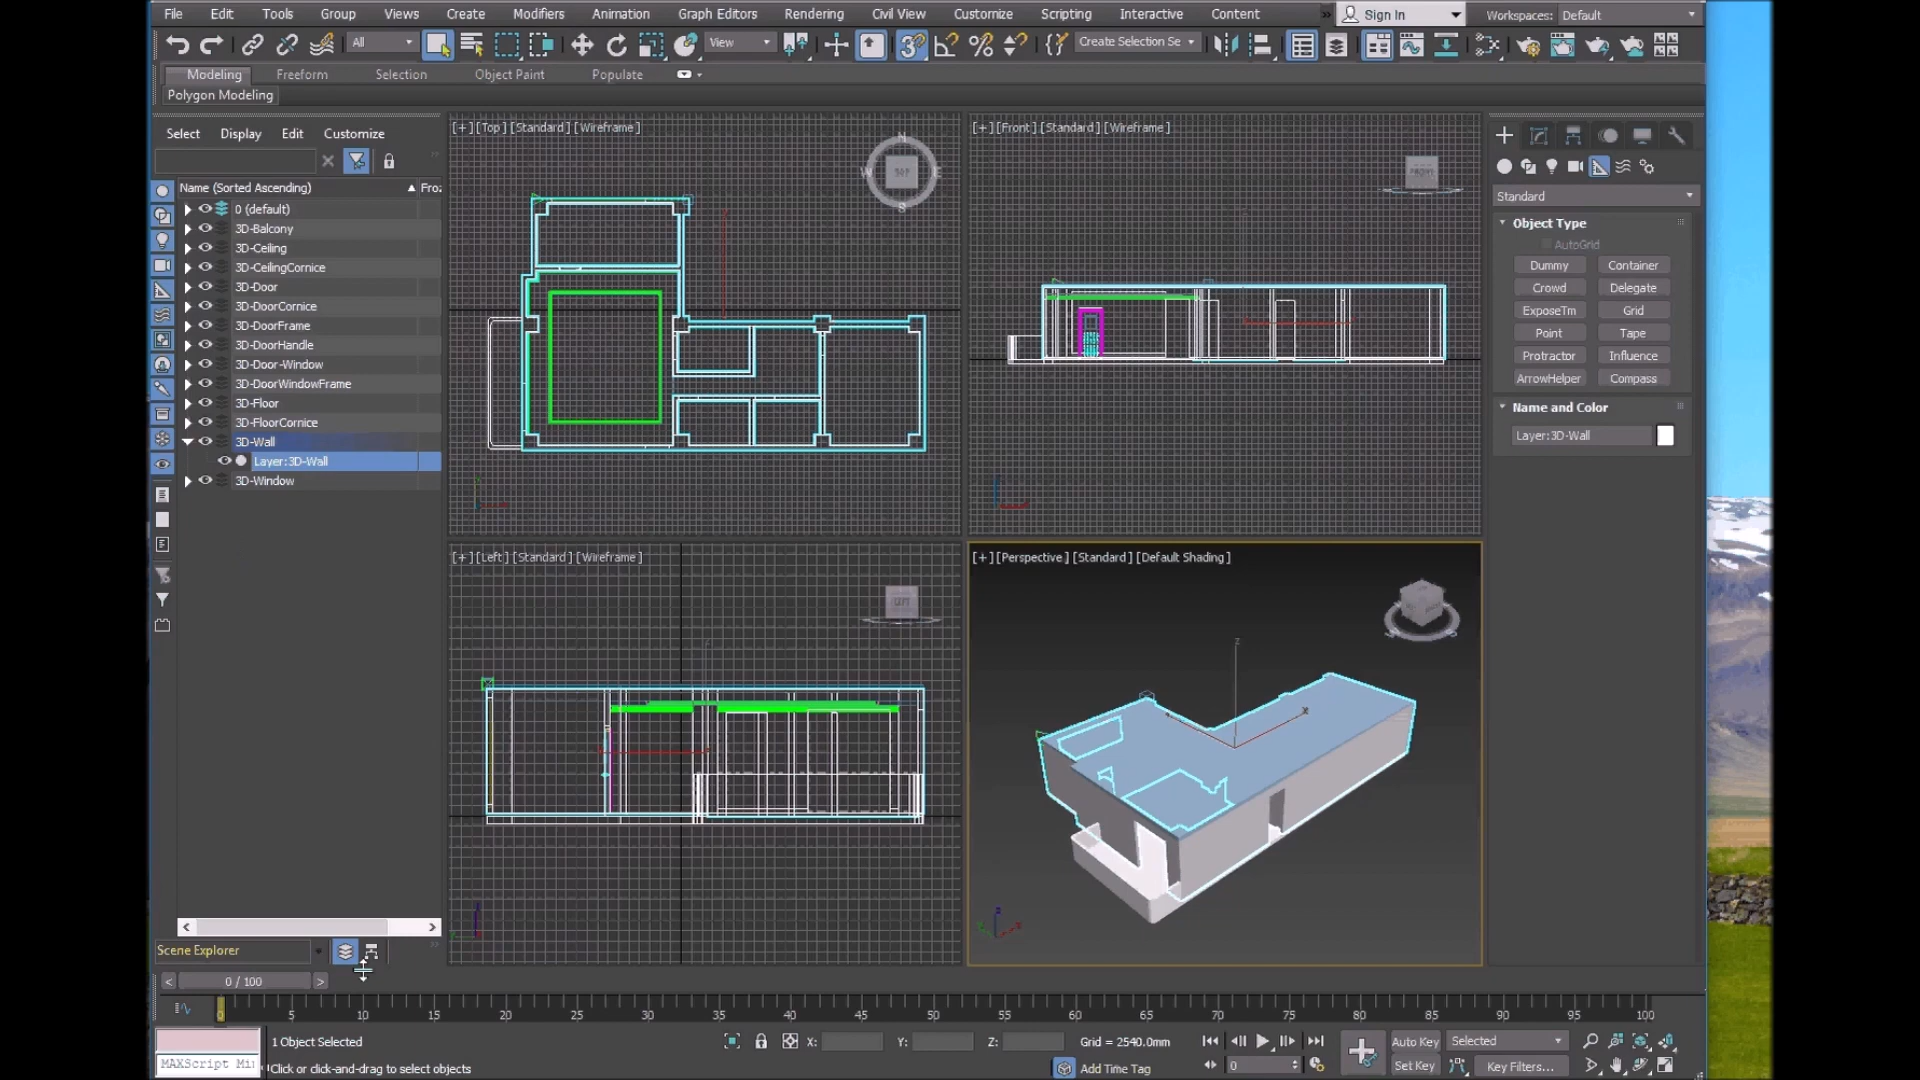 File Edit Tools Group Views Create Modifiers Animation Graph Editors Rendering Civil View Customize Scripting Interactive Content » Sign In Workspaces: Default
All View Create Selection Se
Modeling Freeform Selection Object Paint Populate
Polygon Modeling
Select Display Edit Customize
Name (Sorted Ascending) Fro
0 (default)
3D-Balcony
3D-Ceiling
3D-CeilingCornice
3D-Door
3D-DoorCornice
3D-DoorFrame
3D-DoorHandle
3D-Door-Window
3D-DoorWindowFrame
3D-Floor
3D-FloorCornice
3D-Wall
Layer:3D-Wall
3D-Window
Scene Explorer
[+] [Top] [Standard] [Wireframe]
N
W TOP E
S
[+] [Front] [Standard] [Wireframe]
FRONT
[+] [Left] [Standard] [Wireframe]
LEFT
[+] [Perspective] [Standard] [Default Shading]
z
x
Standard
Object Type
AutoGrid
Dummy Container
Crowd Delegate
ExposeTm Grid
Point Tape
Protractor Influence
ArrowHelper Compass
Name and Color
Layer:3D-Wall
< 0 / 100 >
0 5 10 15 20 25 30 35 40 45 50 55 60 65 70 75 80 85 90 95 100
1 Object Selected X: Y: Z: Grid = 2540.0mm Auto Key Selected
MAXScript Mi Click or click-and-drag to select objects Add Time Tag 0 Set Key Key Filters...